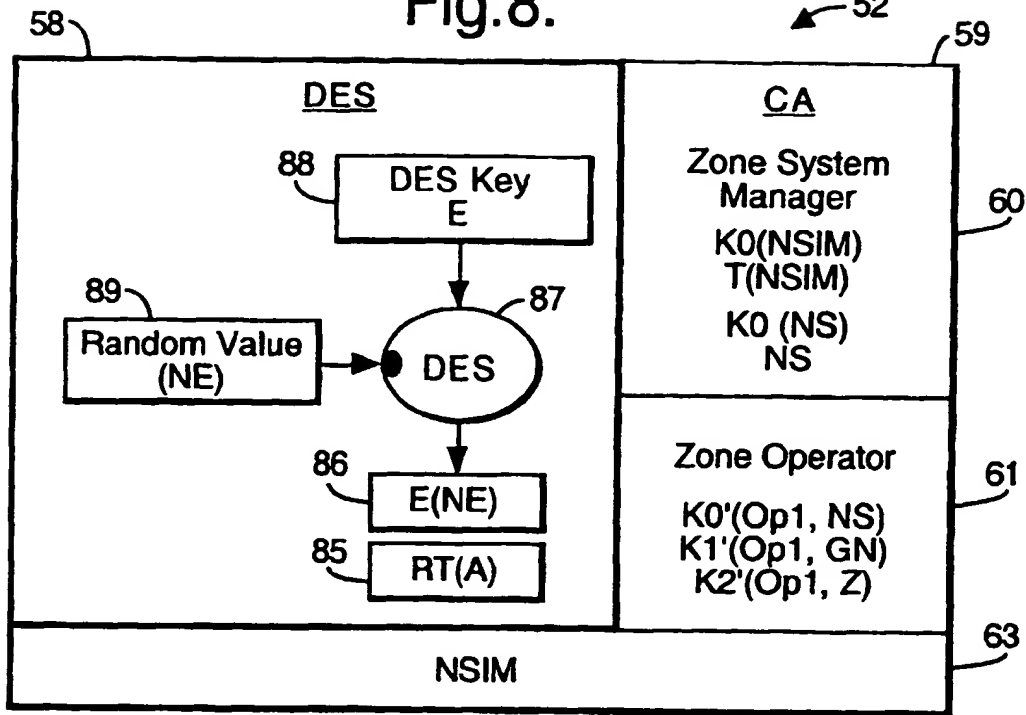 Fig.8.
52
58
59
DES
88
DES Key
E
89
87
Random Value
(NE)
DES
86
E(NE)
85
RT(A)
CA
Zone System
Manager
60
K0(NSIM)
T(NSIM)
K0 (NS)
NS
Zone Operator
61
K0'(Op1, NS)
K1'(Op1, GN)
K2'(Op1, Z)
63
NSIM